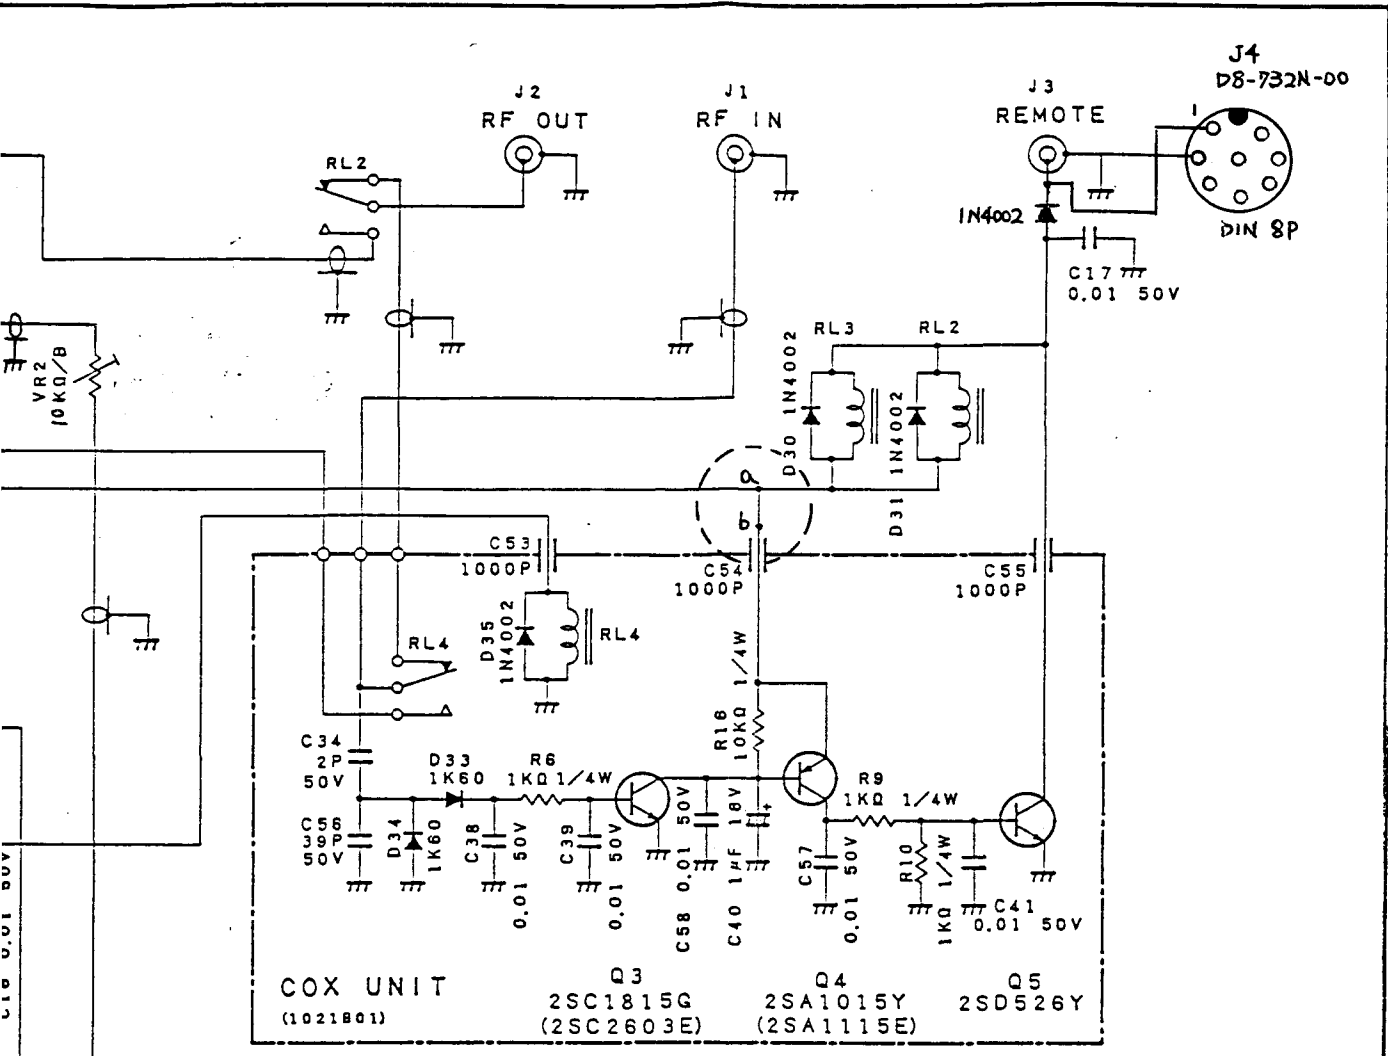 J4
D8-732N-00
J2
RF OUT
J1
RF IN
J3
REMOTE
1
RL2
1N4002
DIN 8P
C17
0.01 50V
VR2
10KΩ/B
RL3
RL2
D30 1N4002
D31 1N4002
a
b
C53
1000P
C54
1000P
C55
1000P
D35
1N4002
RL4
RL4
R16
10KΩ 1/4W
C34
2P
50V
D33
1K60
R6
1KΩ 1/4W
R9
1KΩ 1/4W
C56
39P
50V
D34
1K60
C38
0.01 50V
C39
0.01 50V
C58 0.01 50V
C40 1μF 16V
+
C57
0.01 50V
R10
1KΩ 1/4W
C41
0.01 50V
COX UNIT
(1021801)
Q3
2SC1815G
(2SC2603E)
Q4
2SA1015Y
(2SA1115E)
Q5
2SD526Y